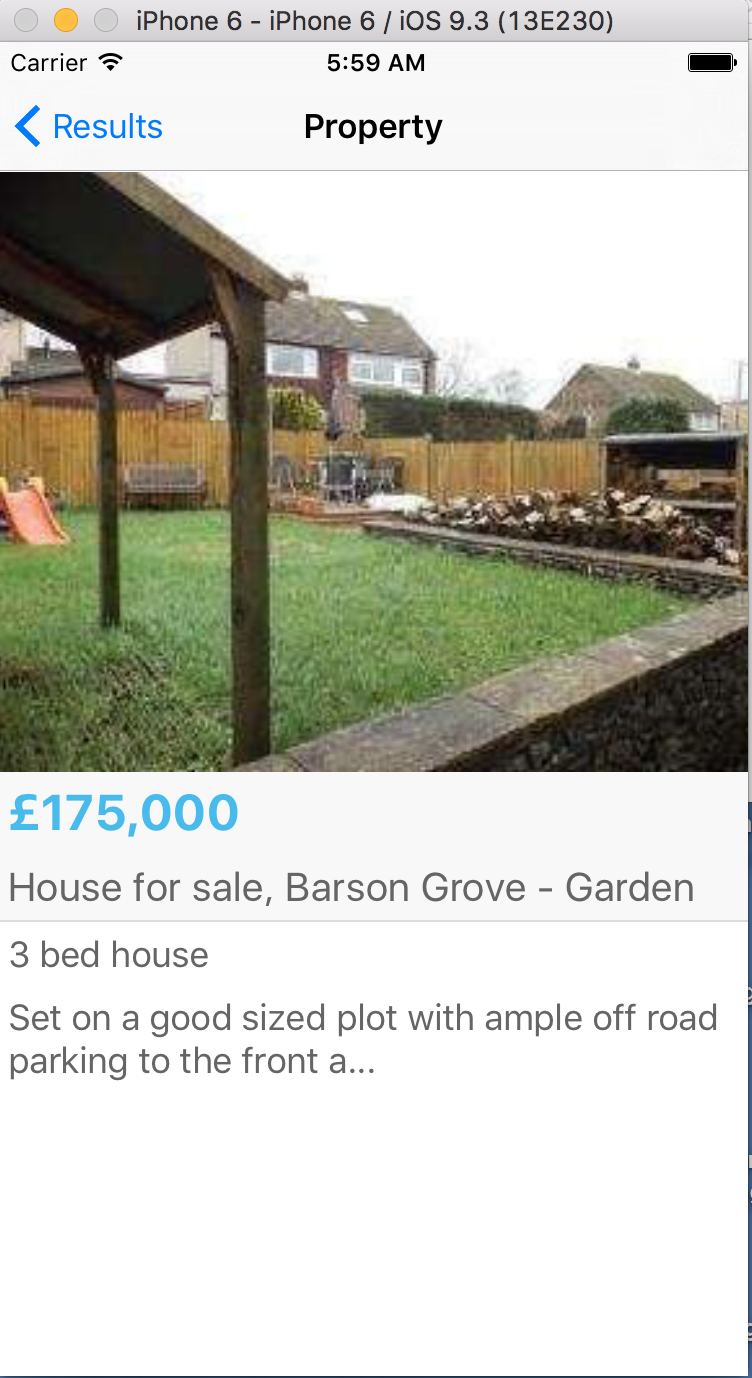 iPhone 6 - iPhone 6 / iOS 9.3 (13E230)
Carrier 5:59 AM
Results Property
£175,000
House for sale, Barson Grove - Garden
3 bed house
Set on a good sized plot with ample off road
parking to the front a...